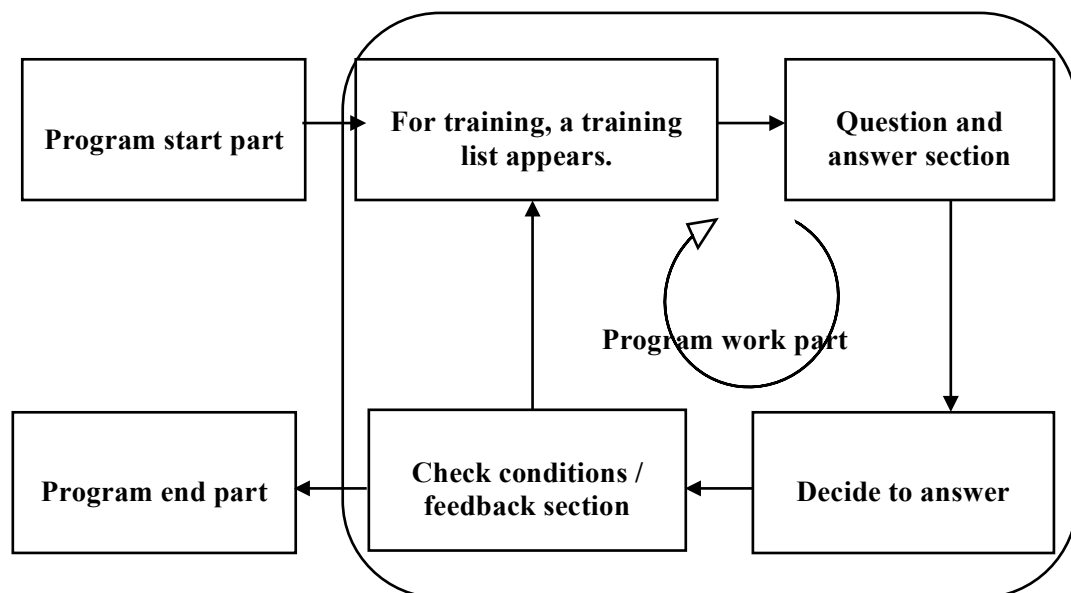 Program start part
For training, a training
list appears.
Question and
answer section
Program work part
Program end part
Check conditions /
feedback section
Decide to answer